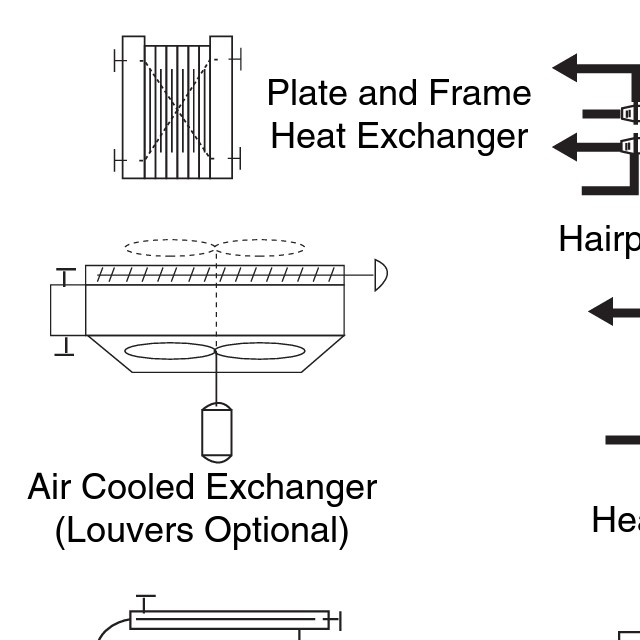 Plate and Frame
Heat Exchanger
Air Cooled Exchanger
(Louvers Optional)